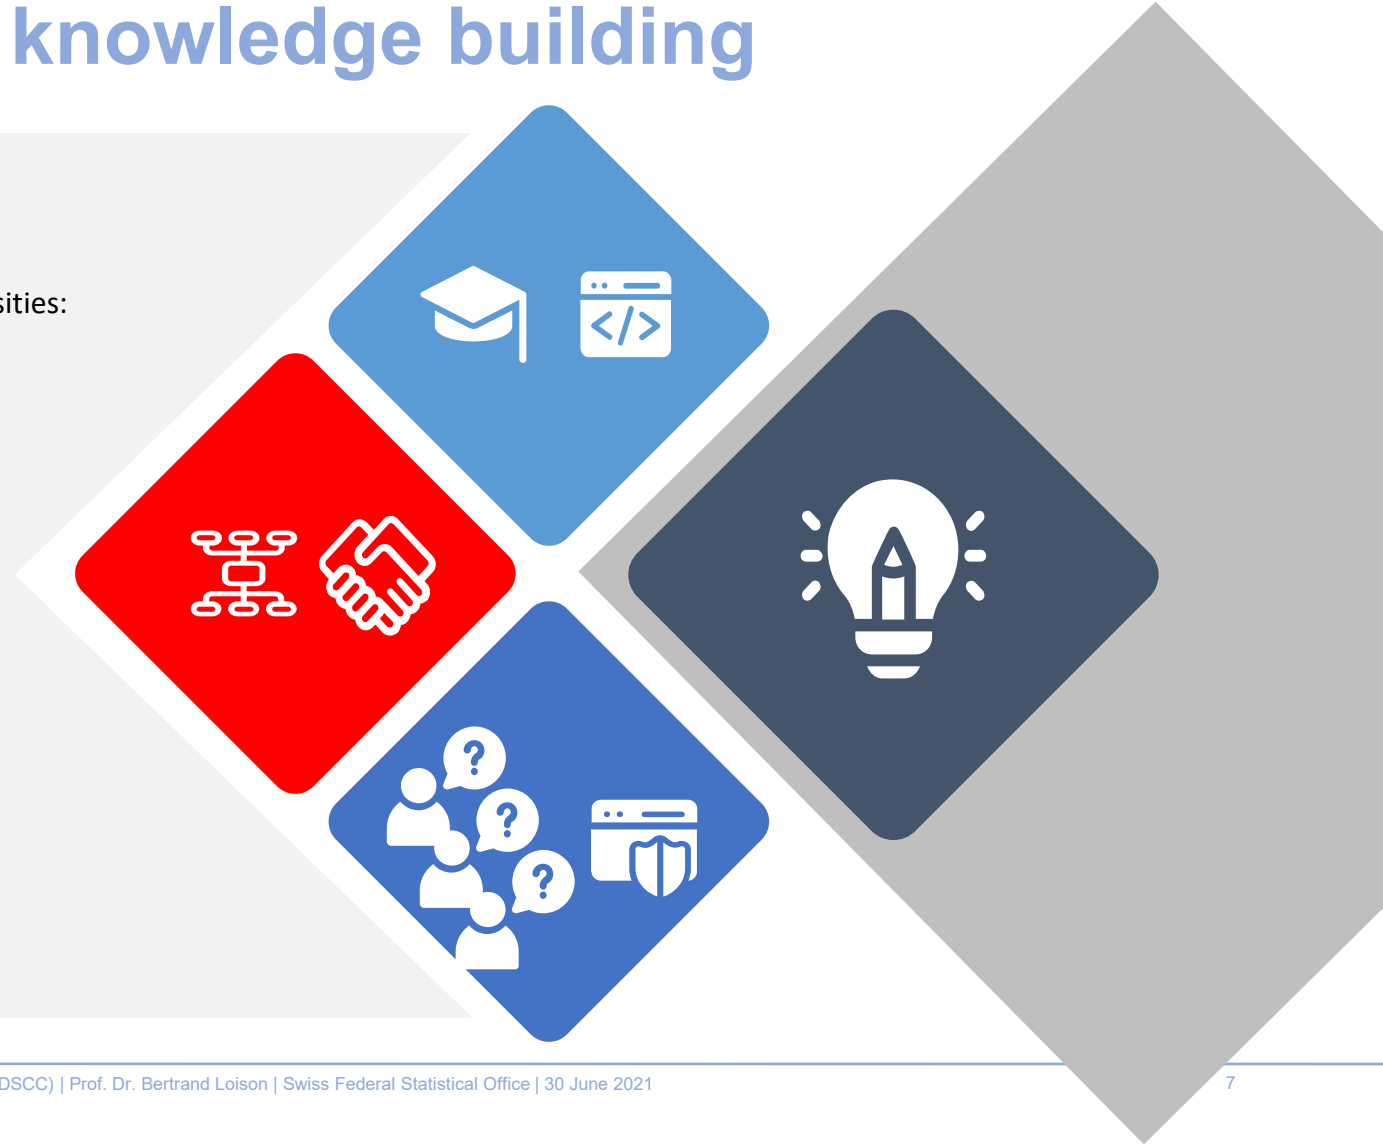 knowledge building
sities:
DSCC) | Prof. Dr. Bertrand Loison | Swiss Federal Statistical Office | 30 June 2021
7